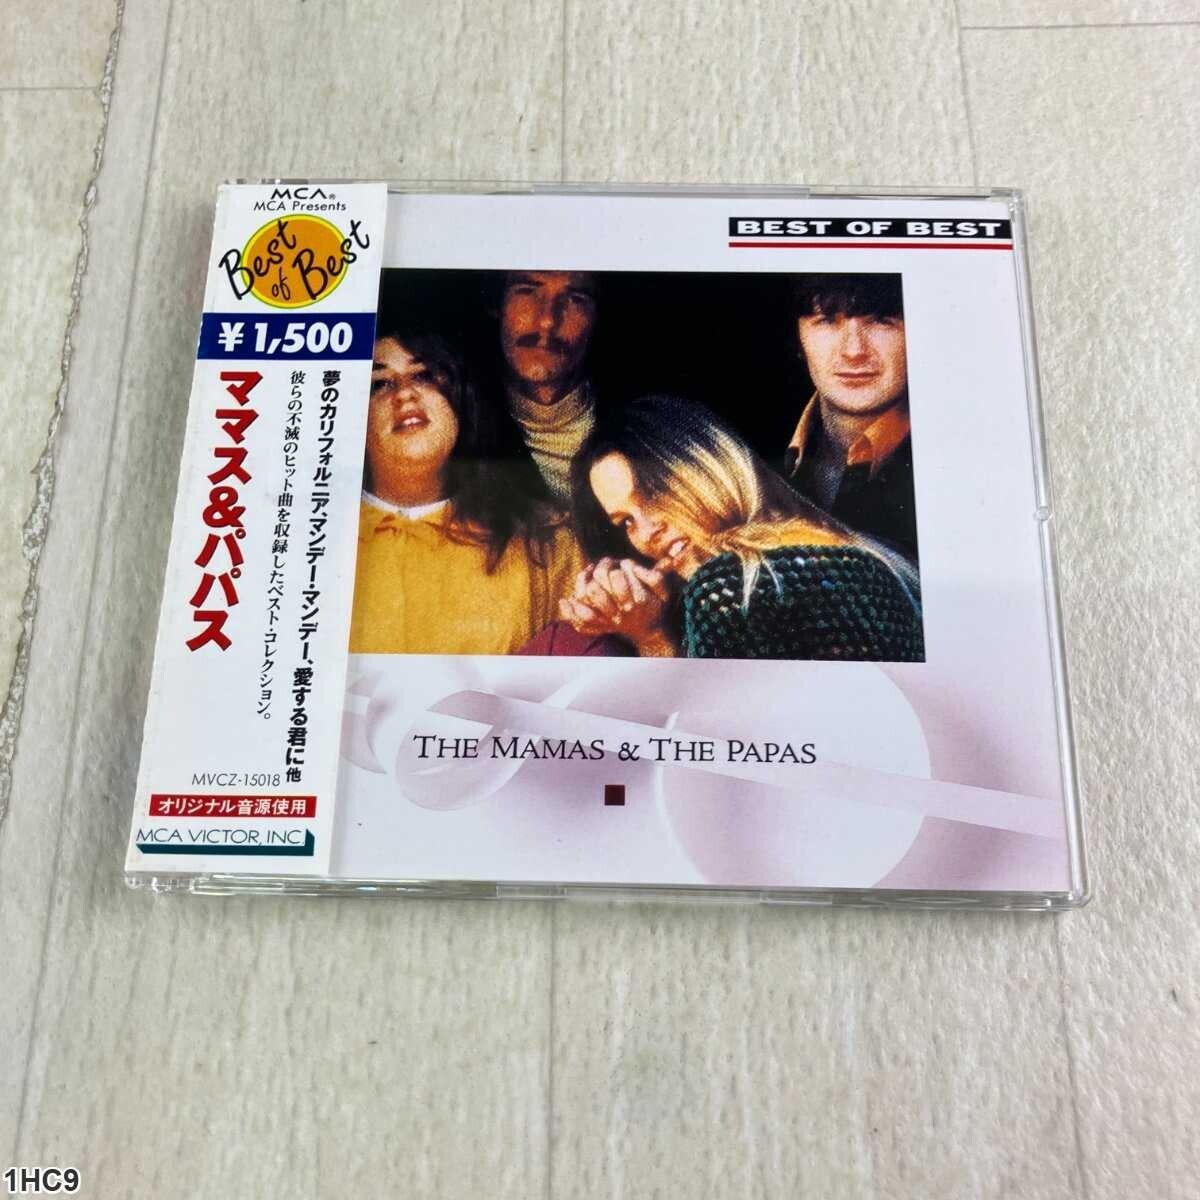 MCA®
MCA Presents
Best of Best
¥1,500
夢のカリフォルニア、マンデー・マンデー、愛する君に 他
彼らの不滅のヒット曲を収録したベスト・コレクション。
ママス&パパス
MVCZ-15018
オリジナル音源使用
MCA VICTOR, INC.
BEST OF BEST
THE MAMAS & THE PAPAS
1HC9